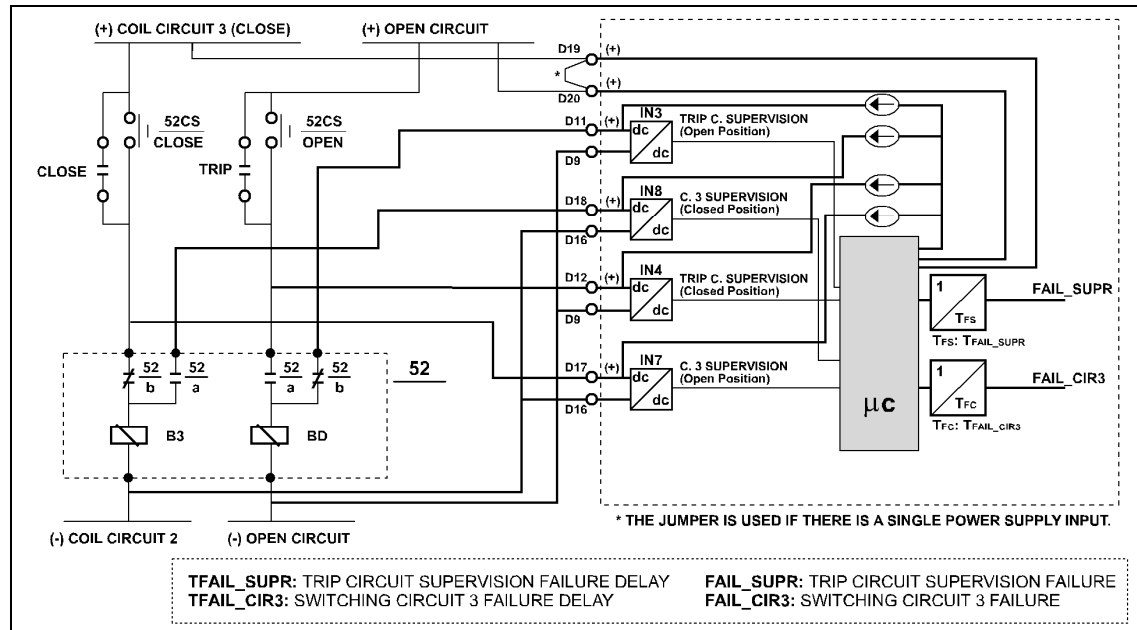 (+) COIL CIRCUIT 3 (CLOSE)
(+) OPEN CIRCUIT
D19 (+)
*
D20 (+)
52CS
CLOSE
52CS
OPEN
CLOSE
TRIP
D11 (+)
IN3
dc
dc
TRIP C. SUPERVISION
(Open Position)
D9
D18 (+)
IN8
dc
dc
C. 3 SUPERVISION
(Closed Position)
D16
D12 (+)
IN4
dc
dc
TRIP C. SUPERVISION
(Closed Position)
D9
D17 (+)
IN7
dc
dc
C. 3 SUPERVISION
(Open Position)
D16
µc
1
TFS
FAIL_SUPR
TFS: TFAIL_SUPR
1
TFC
FAIL_CIR3
TFC: TFAIL_CIR3
52
b
52
a
52
a
52
b
52
B3
BD
(-) COIL CIRCUIT 2
(-) OPEN CIRCUIT
* THE JUMPER IS USED IF THERE IS A SINGLE POWER SUPPLY INPUT.
TFAIL_SUPR: TRIP CIRCUIT SUPERVISION FAILURE DELAY
TFAIL_CIR3: SWITCHING CIRCUIT 3 FAILURE DELAY
FAIL_SUPR: TRIP CIRCUIT SUPERVISION FAILURE
FAIL_CIR3: SWITCHING CIRCUIT 3 FAILURE